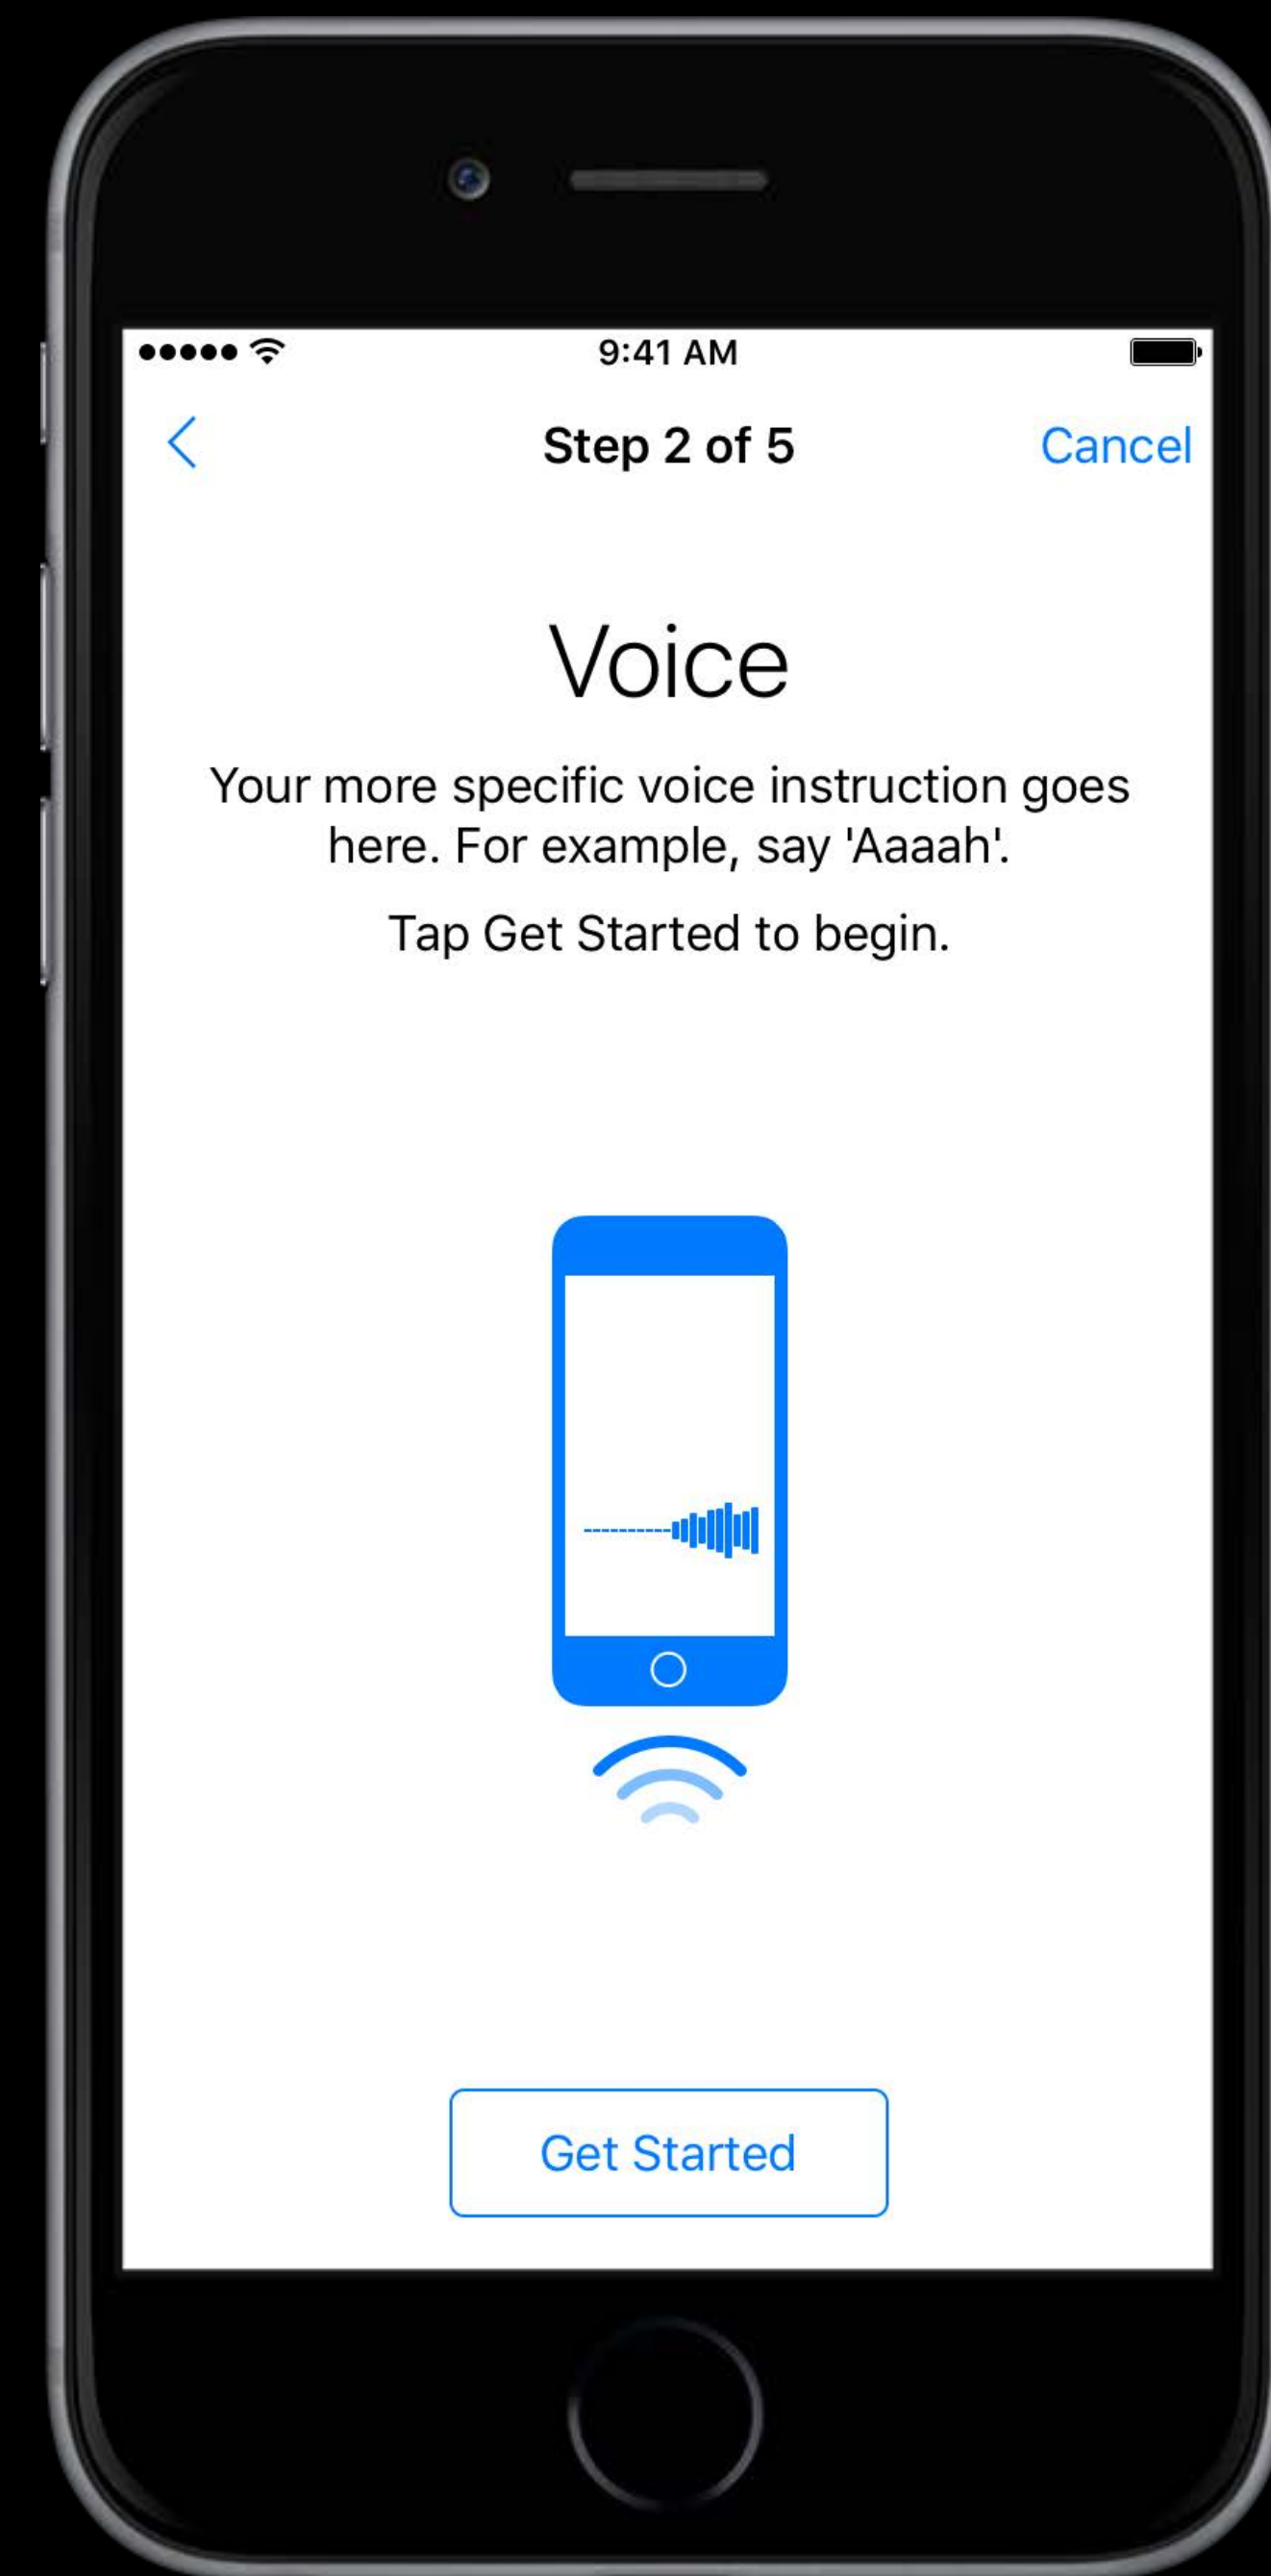 9:41 AM
Step 2 of 5
Cancel
Voice
Your more specific voice instruction goes
here. For example, say 'Aaaah'.
Tap Get Started to begin.
Get Started